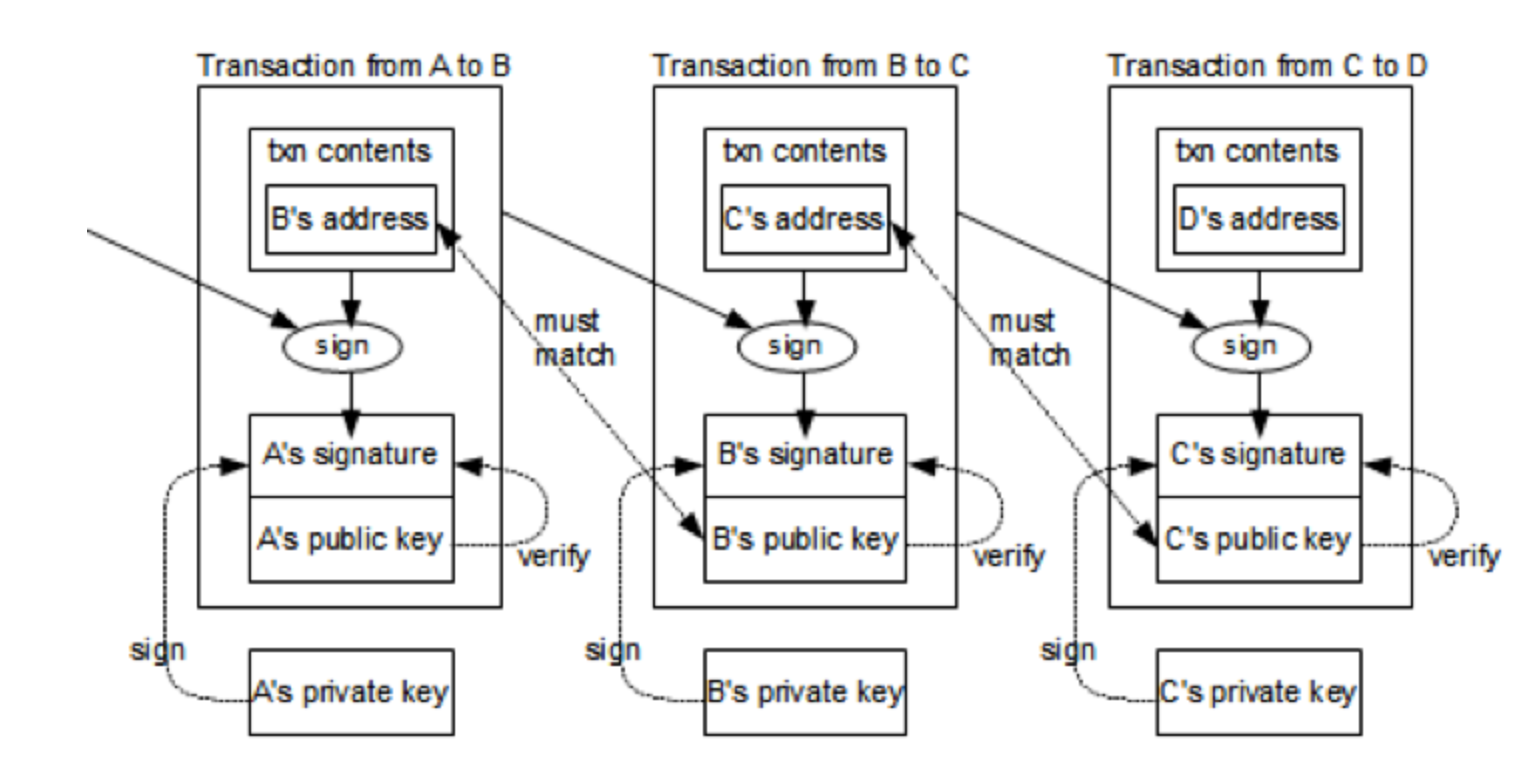 Transaction from A to B
txn contents
B's address
sign
A's signature
A's public key
verify
sign
A's private key
must
match
Transaction from B to C
txn contents
C's address
sign
B's signature
B's public key
verify
sign
B's private key
must
match
Transaction from C to D
txn contents
D's address
sign
C's signature
C's public key
verify
sign
C's private key